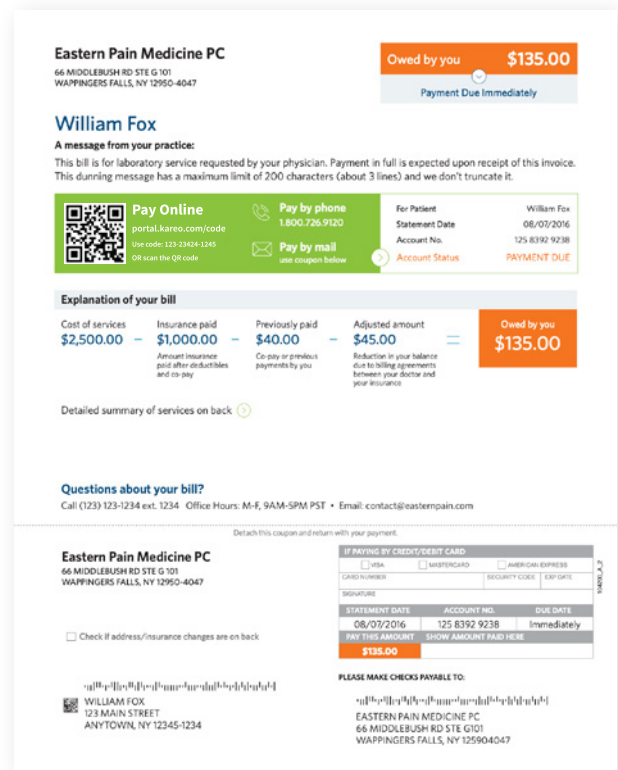 Eastern Pain Medicine PC
66 MIDDLEBUSH RD STE G 101
WAPPINGERS FALLS, NY 12950-4047
Owed by you $135.00
Payment Due Immediately
William Fox
A message from your practice:
This bill is for laboratory service requested by your physician. Payment in full is expected upon receipt of this invoice.
This dunning message has a maximum limit of 200 characters (about 3 lines) and we don't truncate it.
Pay Online
portal.kareo.com/code
Use code: 123-23424-1245
OR scan the QR code
Pay by phone
1.800.726.9120
Pay by mail
use coupon below
For Patient William Fox
Statement Date 08/07/2016
Account No. 125 8392 9238
Account Status PAYMENT DUE
Explanation of your bill
Cost of services
$2,500.00
–
Insurance paid
$1,000.00
Amount insurance
paid after deductibles
and co-pay
–
Previously paid
$40.00
Co-pay or previous
payments by you
–
Adjusted amount
$45.00
Reduction in your balance
due to billing agreements
between your doctor and
your insurance
=
Owed by you
$135.00
Detailed summary of services on back
Questions about your bill?
Call (123) 123-1234 ext. 1234 Office Hours: M-F, 9AM-5PM PST • Email: contact@easternpain.com
Detach this coupon and return with your payment.
Eastern Pain Medicine PC
66 MIDDLEBUSH RD STE G 101
WAPPINGERS FALLS, NY 12950-4047
Check if address/insurance changes are on back
IF PAYING BY CREDIT/DEBIT CARD
VISA MASTERCARD AMERICAN EXPRESS
CARD NUMBER SECURITY CODE EXP DATE
SIGNATURE
STATEMENT DATE ACCOUNT NO. DUE DATE
08/07/2016 125 8392 9238 Immediately
PAY THIS AMOUNT SHOW AMOUNT PAID HERE
$135.00
WILLIAM FOX
123 MAIN STREET
ANYTOWN, NY 12345-1234
PLEASE MAKE CHECKS PAYABLE TO:
EASTERN PAIN MEDICINE PC
66 MIDDLEBUSH RD STE G101
WAPPINGERS FALLS, NY 125904047